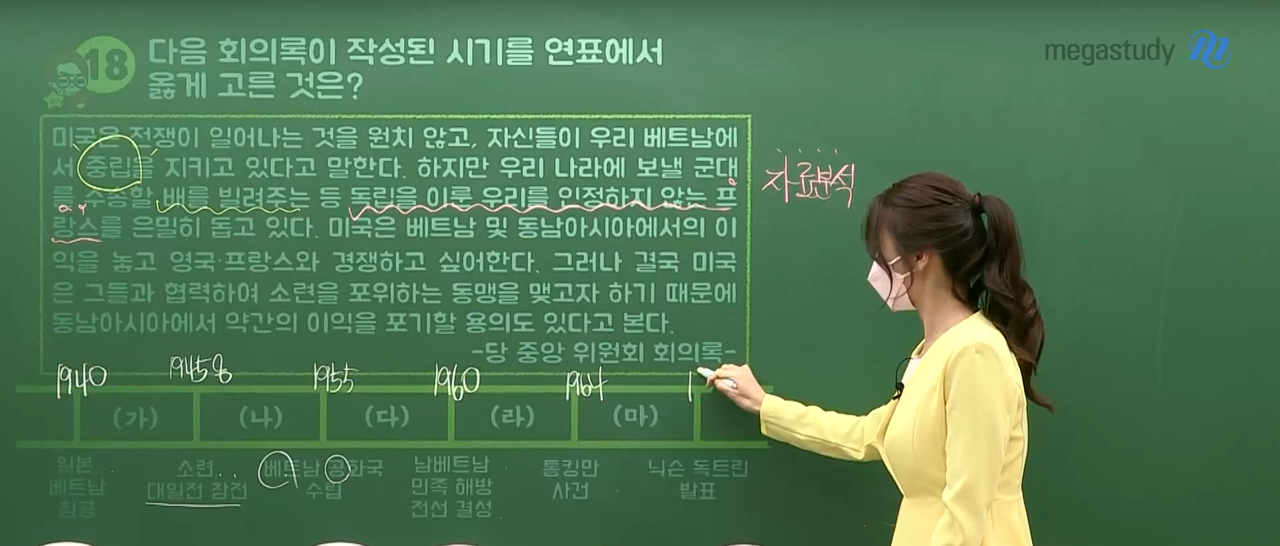 megastudy
18 다음 회의록이 작성된 시기를 연표에서
옳게 고른 것은?
미국은 전쟁이 일어나는 것을 원치 않고, 자신들이 우리 베트남에
서 중립을 지키고 있다고 말한다. 하지만 우리 나라에 보낼 군대
를 수송할 배를 빌려주는 등 독립을 이룬 우리를 인정하지 않는 프
랑스를 은밀히 돕고 있다. 미국은 베트남 및 동남아시아에서의 이
익을 놓고 영국·프랑스와 경쟁하고 싶어한다. 그러나 결국 미국
은 그들과 협력하여 소련을 포위하는 동맹을 맺고자 하기 때문에
동남아시아에서 약간의 이익을 포기할 용의도 있다고 본다.
-당 중앙 위원회 회의록-
자료분석
1940 1945 8 1955 1960 1964 1
(가) (나) (다) (라) (마)
일본, 베트남 침공
소련, 대일전 참전
베트남 공화국 수립
남베트남 민족 해방 전선 결성
통킹만 사건
닉슨 독트린 발표